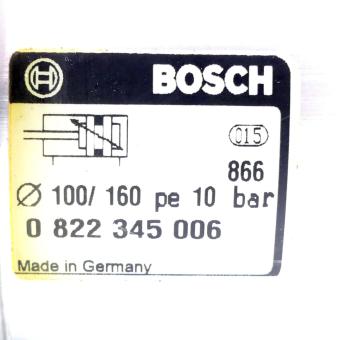 BOSCH
015
866
Ø 100/ 160 pe 10 bar
0 822 345 006
Made in Germany